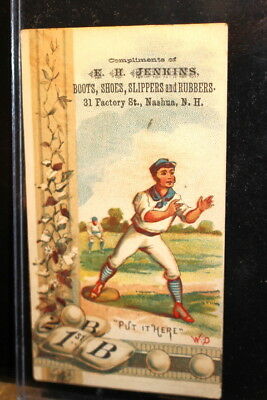 Compliments of
E. H. JENKINS,
BOOTS, SHOES, SLIPPERS and RUBBERS.
31 Factory St., Nashua, N. H.
B
1ST B
"PUT IT HERE"
W.D